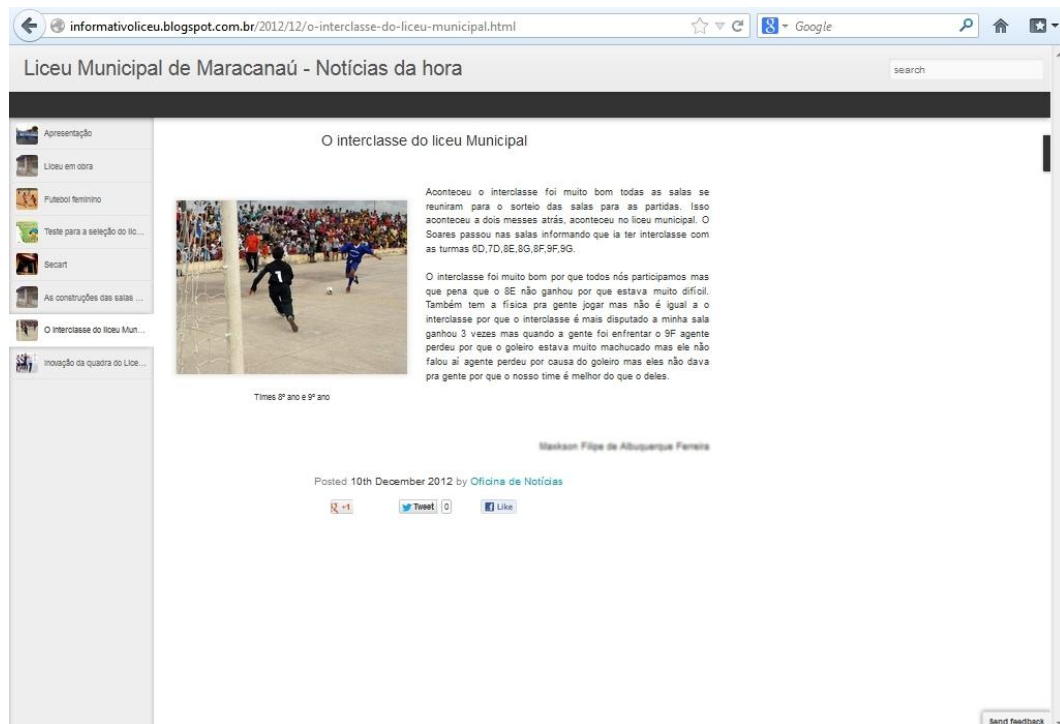 informativoliceu.blogspot.com.br/2012/12/o-interclasse-do-liceu-municipal.html
Google
Liceu Municipal de Maracanaú - Notícias da hora
search
Apresentação
Liceu em obra
Futebol feminino
Teste para a seleção do lic...
Secart
As construções das salas ...
O interclasse do liceu Mun...
Inovação da quadra do Lice...
O interclasse do liceu Municipal
Aconteceu o interclasse foi muito bom todas as salas se
reuniram para o sorteio das salas para as partidas. Isso
aconteceu a dois messes atrás, aconteceu no liceu municipal. O
Soares passou nas salas informando que ia ter interclasse com
as turmas 6D,7D,8E,8G,8F,9F,9G.
O interclasse foi muito bom por que todos nós participamos mas
que pena que o 8E não ganhou por que estava muito difícil.
Também tem a física pra gente jogar mas não é igual a o
interclasse por que o interclasse é mais disputado a minha sala
ganhou 3 vezes mas quando a gente foi enfrentar o 9F agente
perdeu por que o goleiro estava muito machucado mas ele não
falou aí agente perdeu por causa do goleiro mas eles não dava
pra gente por que o nosso time é melhor do que o deles.
1
Times 8º ano e 9º ano
Maxkson Filipe de Albuquerque Ferreira
Posted 10th December 2012 by Oficina de Notícias
+1
Tweet 0
Like
Send feedback